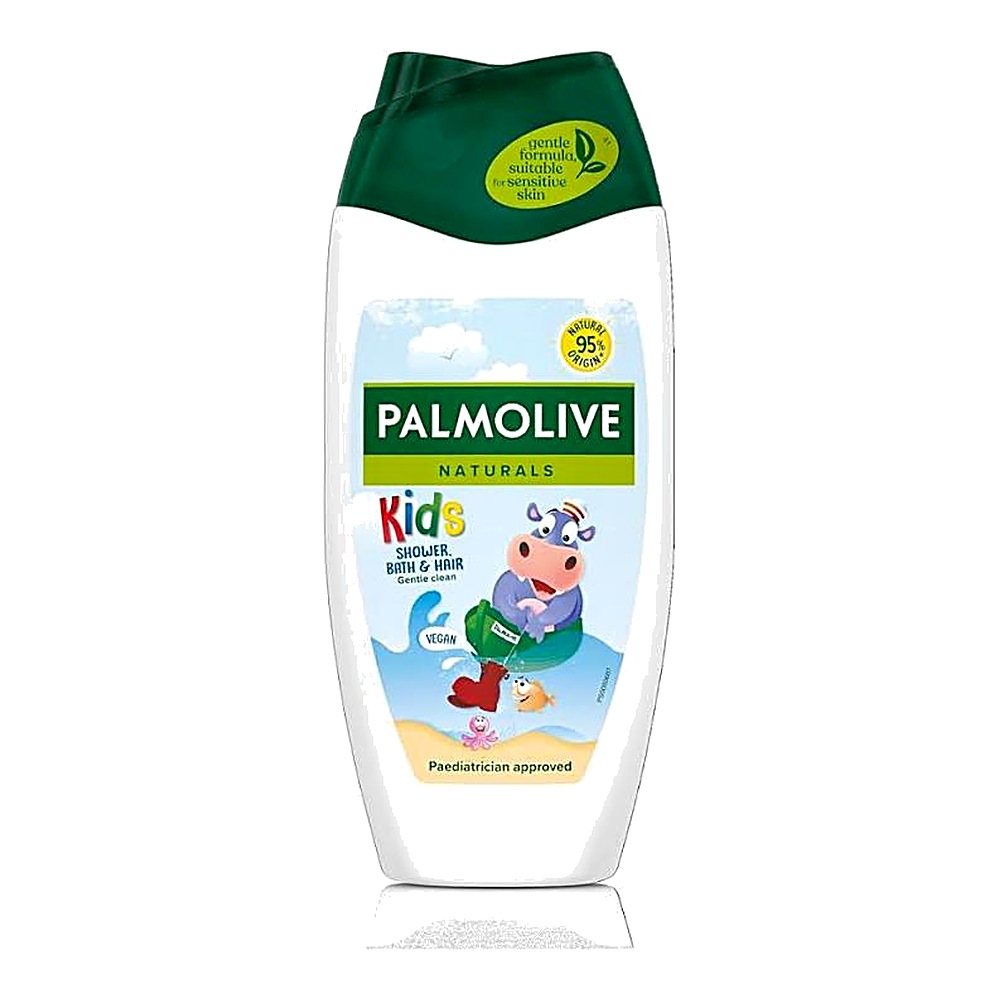 gentle
formula,
suitable
for sensitive
skin
NATURAL
95%
ORIGIN+
PALMOLIVE
NATURALS
Kids
SHOWER,
BATH & HAIR
Gentle clean
VEGAN
PALMOLIVE
Paediatrician approved